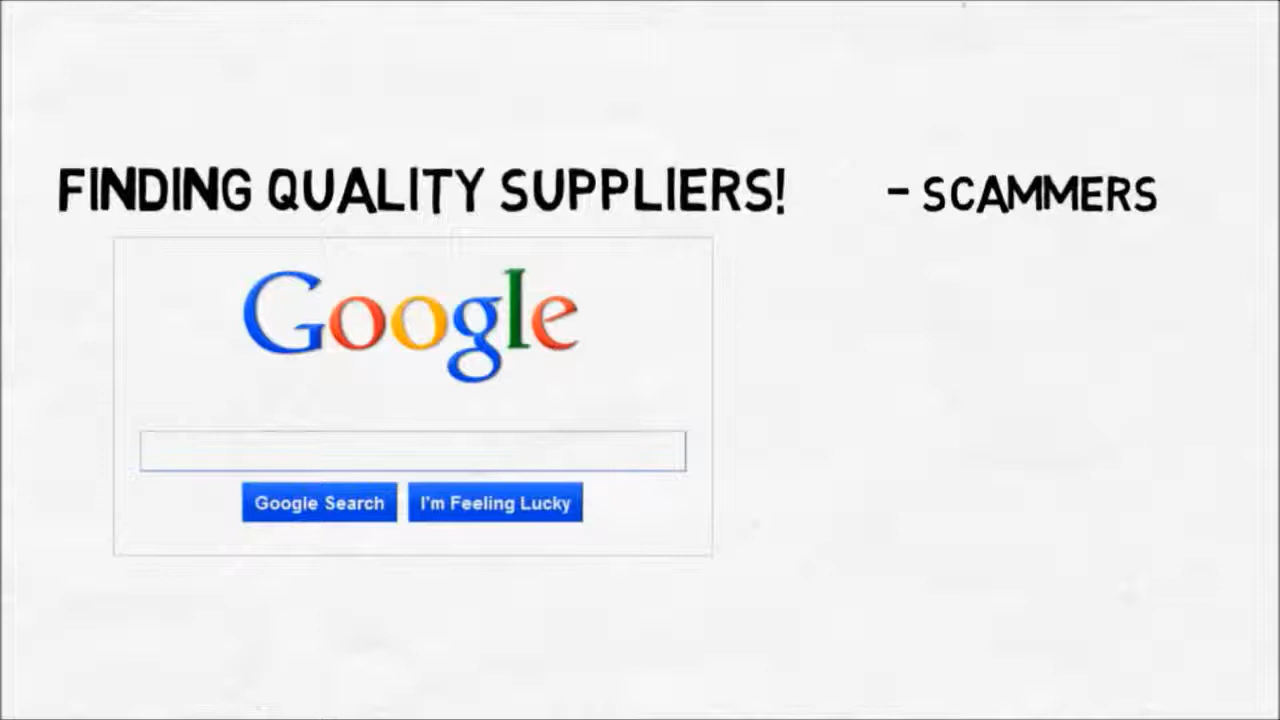 FINDING QUALITY SUPPLIERS!
- SCAMMERS
Google
Google Search
I'm Feeling Lucky